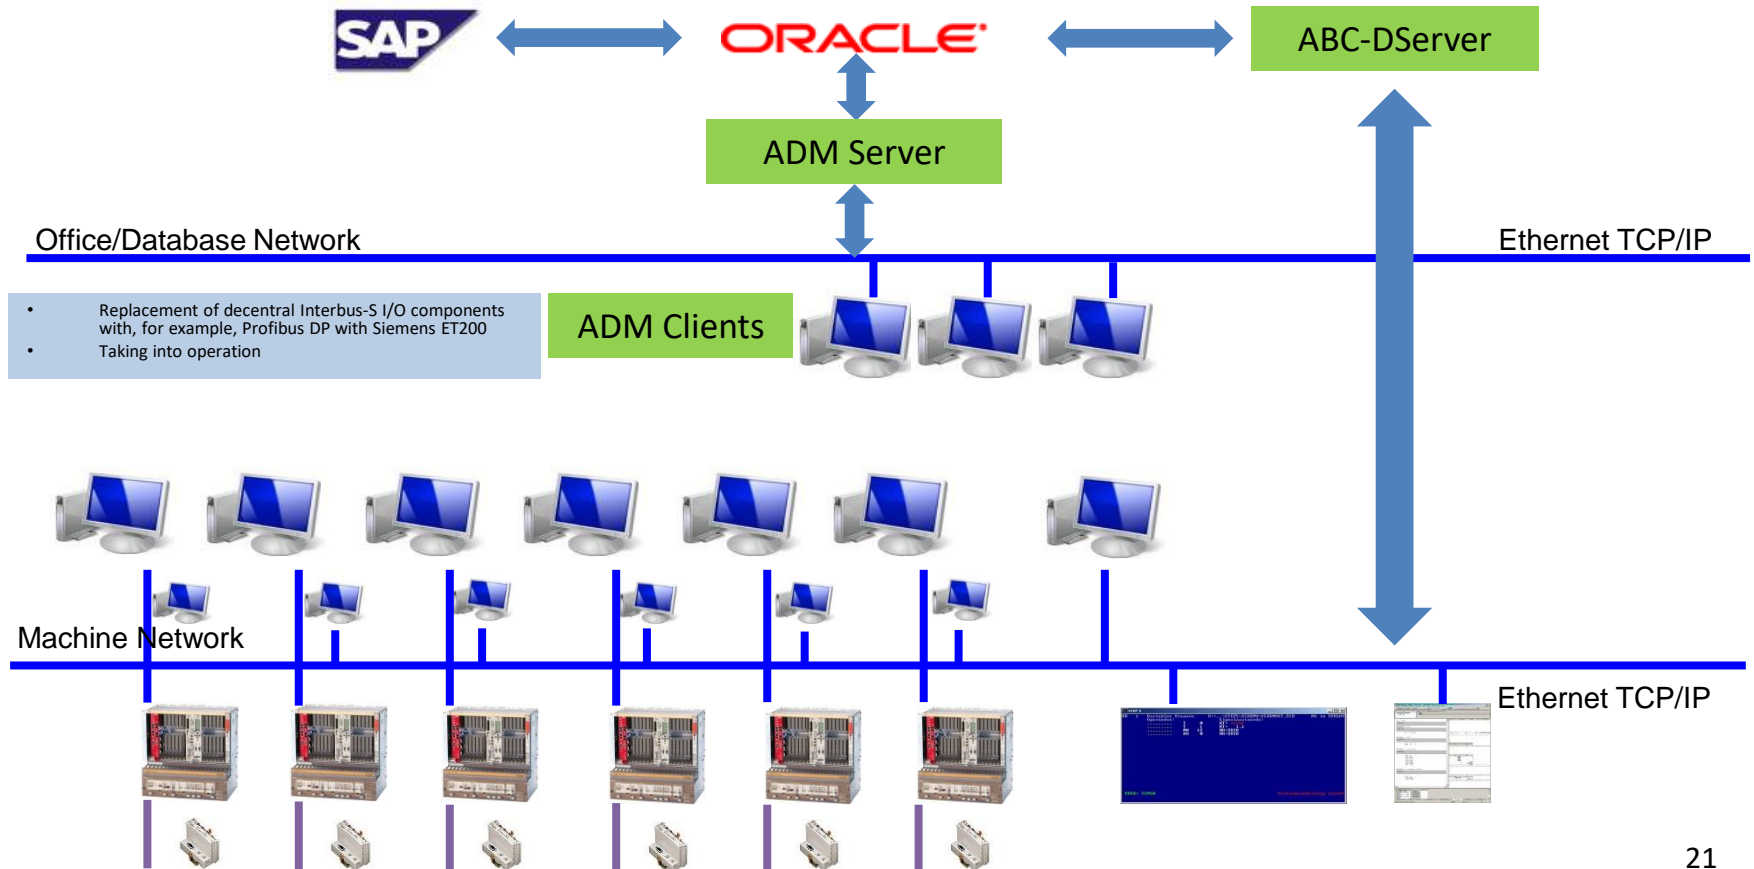 SAP
ORACLE
ABC-DServer
ADM Server
Office/Database Network
Ethernet TCP/IP
• Replacement of decentral Interbus-S I/O components
with, for example, Profibus DP with Siemens ET200
• Taking into operation
ADM Clients
Machine Network
Ethernet TCP/IP
21